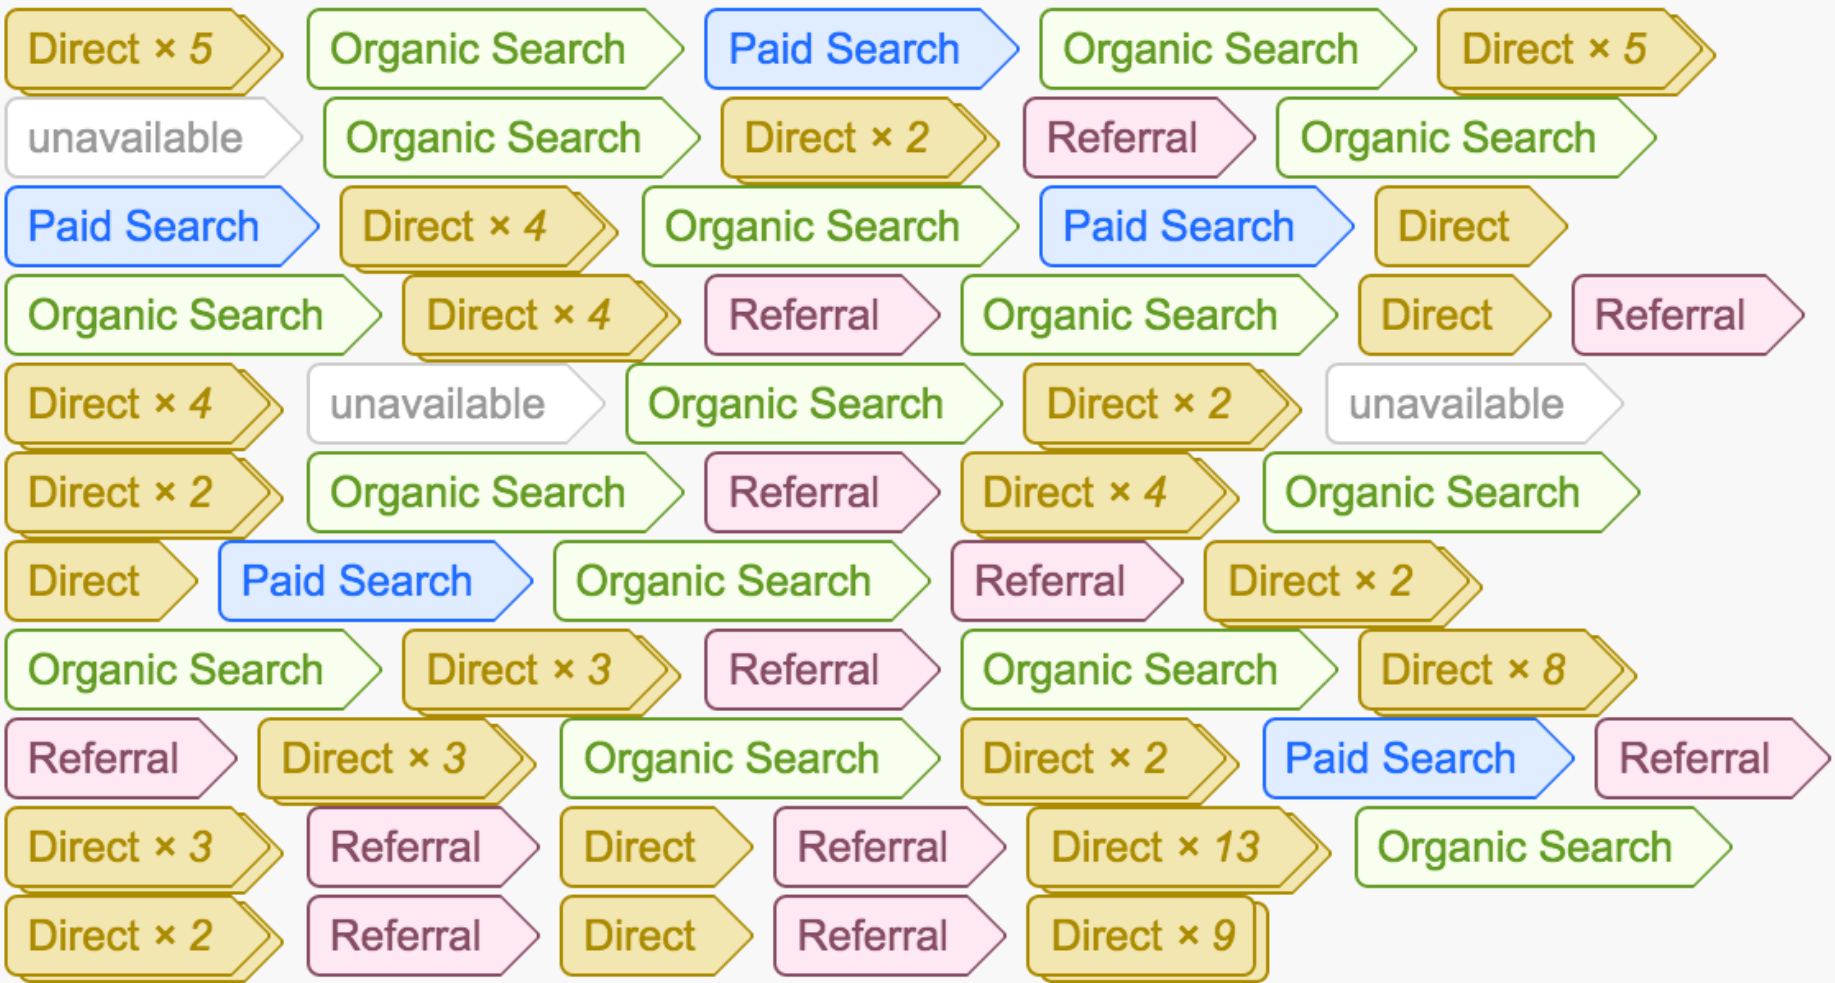 Direct × 5 Organic Search Paid Search Organic Search Direct × 5
unavailable Organic Search Direct × 2 Referral Organic Search
Paid Search Direct × 4 Organic Search Paid Search Direct
Organic Search Direct × 4 Referral Organic Search Direct Referral
Direct × 4 unavailable Organic Search Direct × 2 unavailable
Direct × 2 Organic Search Referral Direct × 4 Organic Search
Direct Paid Search Organic Search Referral Direct × 2
Organic Search Direct × 3 Referral Organic Search Direct × 8
Referral Direct × 3 Organic Search Direct × 2 Paid Search Referral
Direct × 3 Referral Direct Referral Direct × 13 Organic Search
Direct × 2 Referral Direct Referral Direct × 9